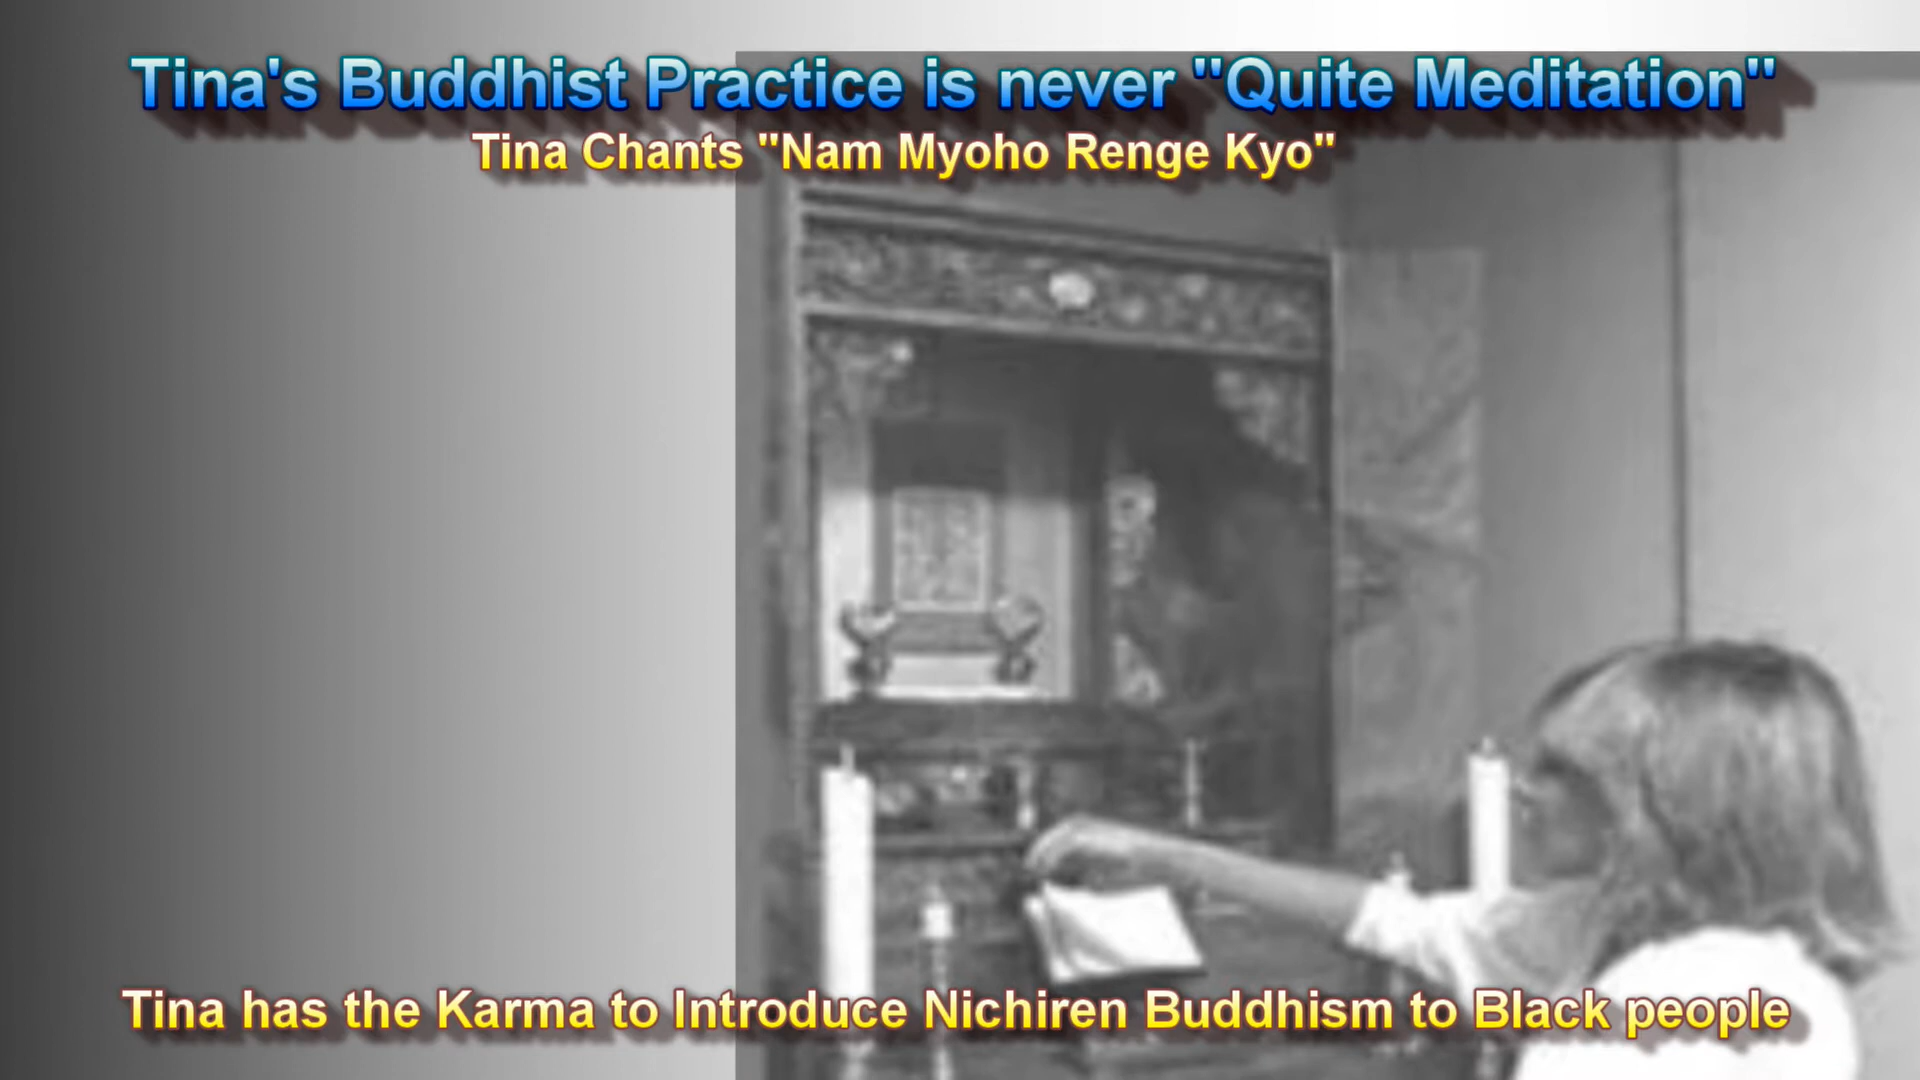 Tina's Buddhist Practice is never "Quite Meditation"
Tina Chants "Nam Myoho Renge Kyo"
Tina has the Karma to Introduce Nichiren Buddhism to Black people